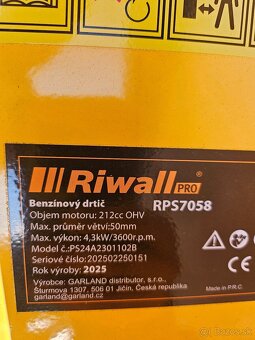 Riwall PRO
Benzínový drtič RPS7058
Objem motoru: 212cc OHV
Max. průměr větví:50mm
Max. výkon: 4,3kW/3600r.p.m.
Číslo modelu: PS24A2301102B
Seriové číslo: 202502250151
Rok výroby: 2025
Výrobce: GARLAND distributor, s.r.o.
Šturmova 1307, 506 01 Jičín, Česká republika
garland@garland.cz
CE
Made in P.R.C.